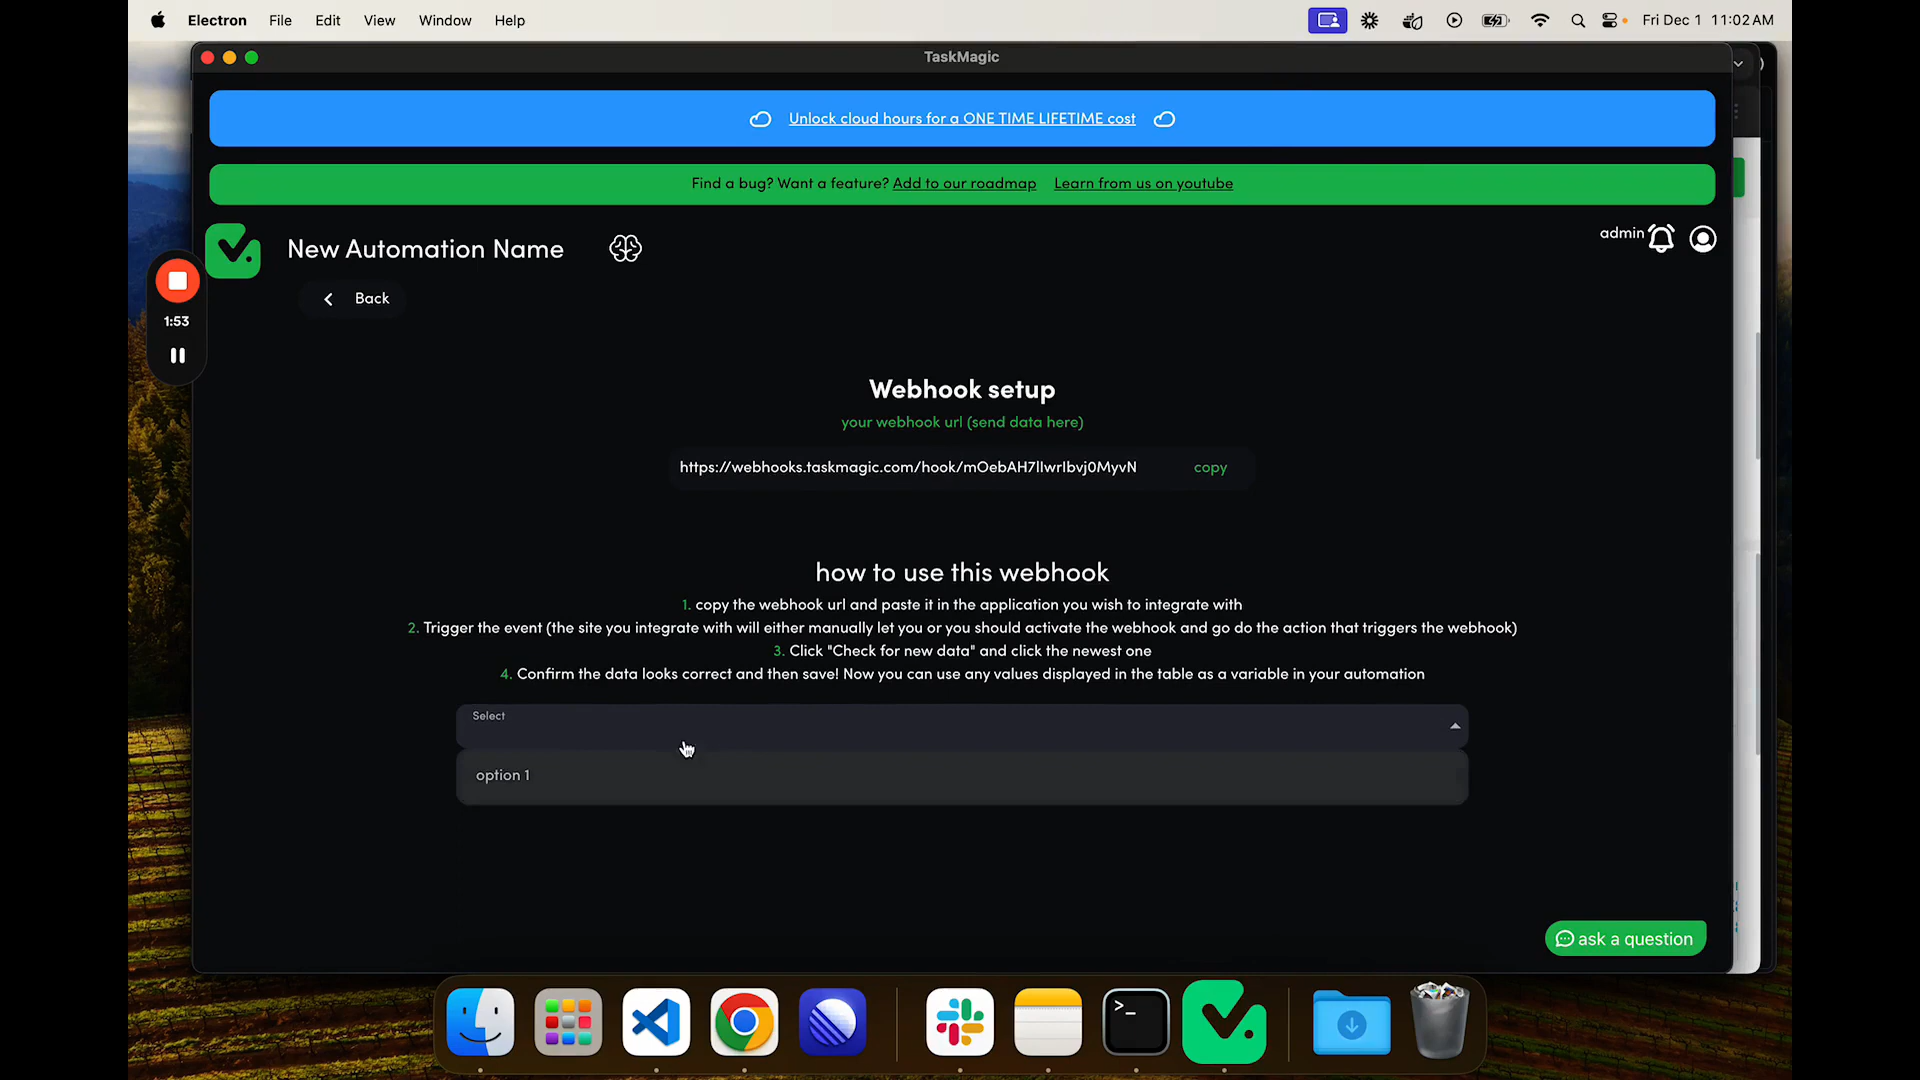 Electron File Edit View Window Help
Fri Dec 1 11:02 AM
TaskMagic
Unlock cloud hours for a ONE TIME LIFETIME cost
Find a bug? Want a feature? Add to our roadmap Learn from us on youtube
New Automation Name
admin
Back
1:53
Webhook setup
your webhook url (send data here)
https://webhooks.taskmagic.com/hook/mOebAH7lIwrIbvj0MyvN copy
how to use this webhook
1. copy the webhook url and paste it in the application you wish to integrate with
2. Trigger the event (the site you integrate with will either manually let you or you should activate the webhook and go do the action that triggers the webhook)
3. Click "Check for new data" and click the newest one
4. Confirm the data looks correct and then save! Now you can use any values displayed in the table as a variable in your automation
Select
option 1
ask a question
>_